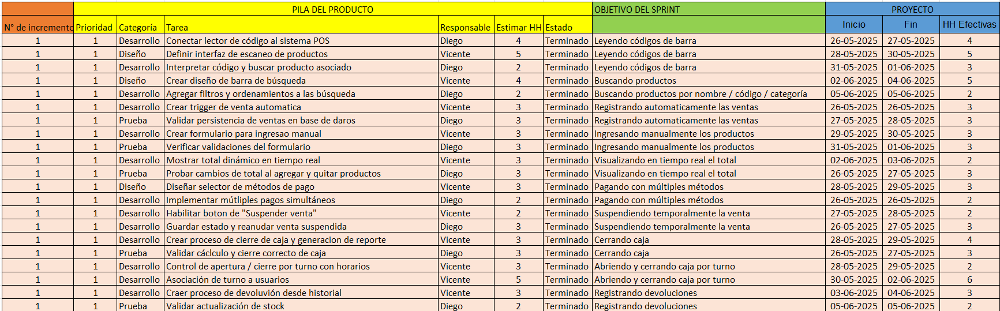 PILA DEL PRODUCTO OBJETIVO DEL SPRINT PROYECTO
N° de incremento Prioridad Categoría Tarea Responsable Estimar HH Estado Inicio Fin HH Efectivas
1 1 Desarrollo Conectar lector de código al sistema POS Diego 4 Terminado Leyendo códigos de barra 26-05-2025 27-05-2025 4
1 1 Diseño Definir interfaz de escaneo de productos Vicente 5 Terminado Leyendo códigos de barra 28-05-2025 30-05-2025 5
1 1 Desarrollo Interpretar código y buscar producto asociado Diego 2 Terminado Leyendo códigos de barra 31-05-2025 01-06-2025 3
1 1 Diseño Crear diseño de barra de búsqueda Vicente 4 Terminado Buscando productos 02-06-2025 04-06-2025 5
1 1 Desarrollo Agregar filtros y ordenamientos a las búsqueda Diego 2 Terminado Buscando productos por nombre / código / categoría 05-06-2025 05-06-2025 2
1 1 Desarrollo Crear trigger de venta automatica Vicente 3 Terminado Registrando automaticamente las ventas 26-05-2025 26-05-2025 3
1 1 Prueba Validar persistencia de ventas en base de daros Diego 3 Terminado Registrando automaticamente las ventas 27-05-2025 28-05-2025 3
1 1 Desarrollo Crear formulario para ingresao manual Vicente 3 Terminado Ingresando manualmente los productos 29-05-2025 30-05-2025 3
1 1 Prueba Verificar validaciones del formulario Diego 3 Terminado Ingresando manualmente los productos 31-05-2025 01-06-2025 3
1 1 Desarrollo Mostrar total dinámico en tiempo real Vicente 3 Terminado Visualizando en tiempo real el total 02-06-2025 03-06-2025 2
1 1 Prueba Probar cambios de total al agregar y quitar productos Diego 3 Terminado Visualizando en tiempo real el total 26-05-2025 27-05-2025 3
1 1 Diseño Diseñar selector de métodos de pago Vicente 3 Terminado Pagando con múltiples métodos 28-05-2025 29-05-2025 3
1 1 Desarrollo Implementar mútliples pagos simultáneos Diego 2 Terminado Pagando con múltiples métodos 26-05-2025 26-05-2025 2
1 1 Desarrollo Habilitar boton de "Suspender venta" Vicente 2 Terminado Suspendiendo temporalmente la venta 27-05-2025 28-05-2025 2
1 1 Desarrollo Guardar estado y reanudar venta suspendida Diego 3 Terminado Suspendiendo temporalmente la venta 26-05-2025 27-05-2025 3
1 1 Desarrollo Crear proceso de cierre de caja y generacion de reporte Vicente 3 Terminado Cerrando caja 28-05-2025 29-05-2025 4
1 1 Prueba Validar cáclculo y cierre correcto de caja Diego 3 Terminado Cerrando caja 26-05-2025 27-05-2025 3
1 1 Desarrollo Control de apertura / cierre por turno con horarios Vicente 3 Terminado Abriendo y cerrando caja por turno 28-05-2025 29-05-2025 2
1 1 Desarrollo Asociación de turno a usuarios Vicente 5 Terminado Abriendo y cerrando caja por turno 30-05-2025 02-06-2025 6
1 1 Desarrollo Craer proceso de devoluvión desde historial Vicente 3 Terminado Registrando devoluciones 03-06-2025 04-06-2025 3
1 1 Prueba Validar actualización de stock Diego 2 Terminado Registrando devoluciones 05-06-2025 05-06-2025 2